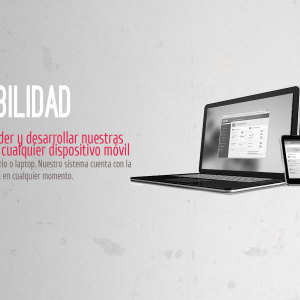 BILIDAD
der y desarrollar nuestras
cualquier dispositivo móvil
rio o laptop. Nuestro sistema cuenta con la
en cualquier momento.